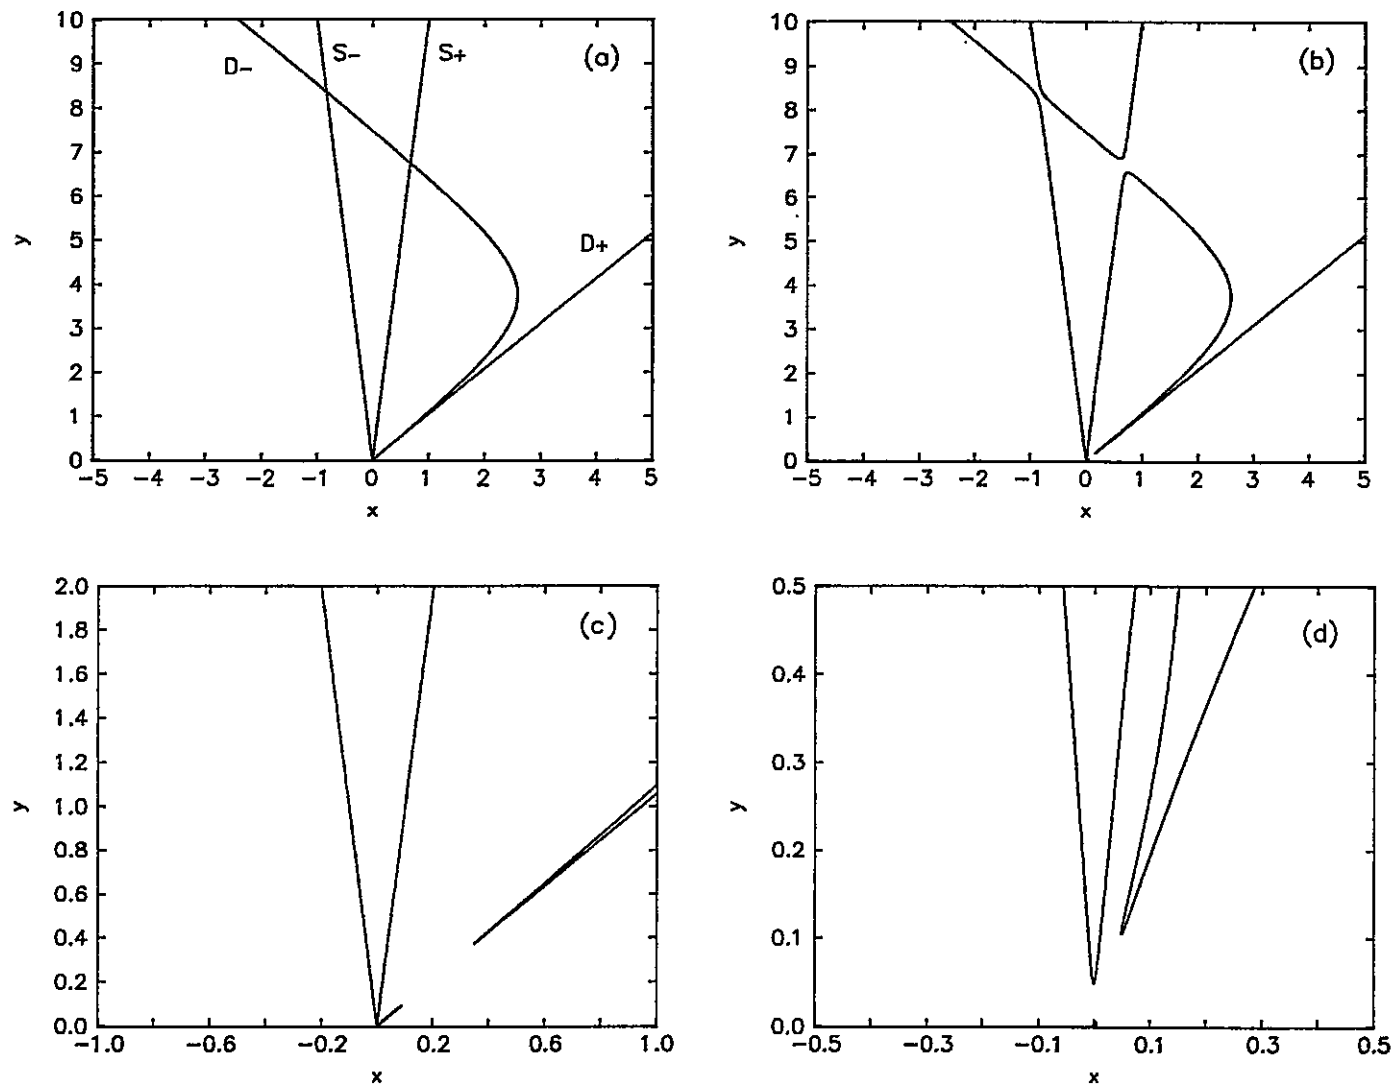 10
9
8
7
6
5
4
3
2
1
0
y
D-
S-
S+
(a)
D+
-5 -4 -3 -2 -1 0 1 2 3 4 5
x
10
9
8
7
6
5
4
3
2
1
0
y
(b)
-5 -4 -3 -2 -1 0 1 2 3 4 5
x
2.0
1.8
1.6
1.4
1.2
1.0
0.8
0.6
0.4
0.2
0.0
y
(c)
-1.0 -0.6 -0.2 0.2 0.6 1.0
x
0.5
0.4
0.3
0.2
0.1
0.0
y
(d)
-0.5 -0.3 -0.1 0.1 0.3 0.5
x